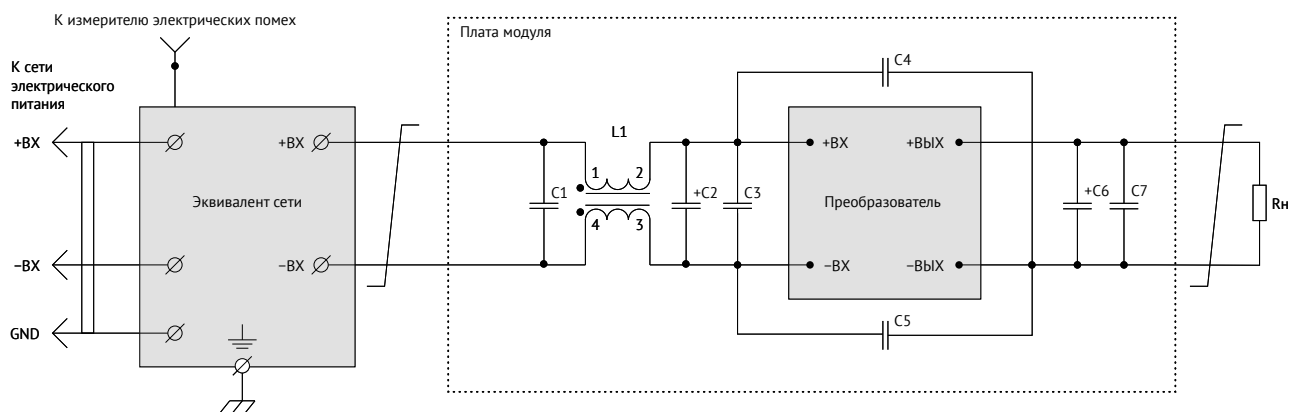 К измерителю электрических помех
Плата модуля
К сети
электрического
питания
+ВХ
−ВХ
GND
Эквивалент сети
+ВХ
−ВХ
C1
L1
1
2
4
3
+C2
C3
C4
C5
+ВХ
−ВХ
Преобразователь
+ВЫХ
−ВЫХ
+C6
C7
Rн